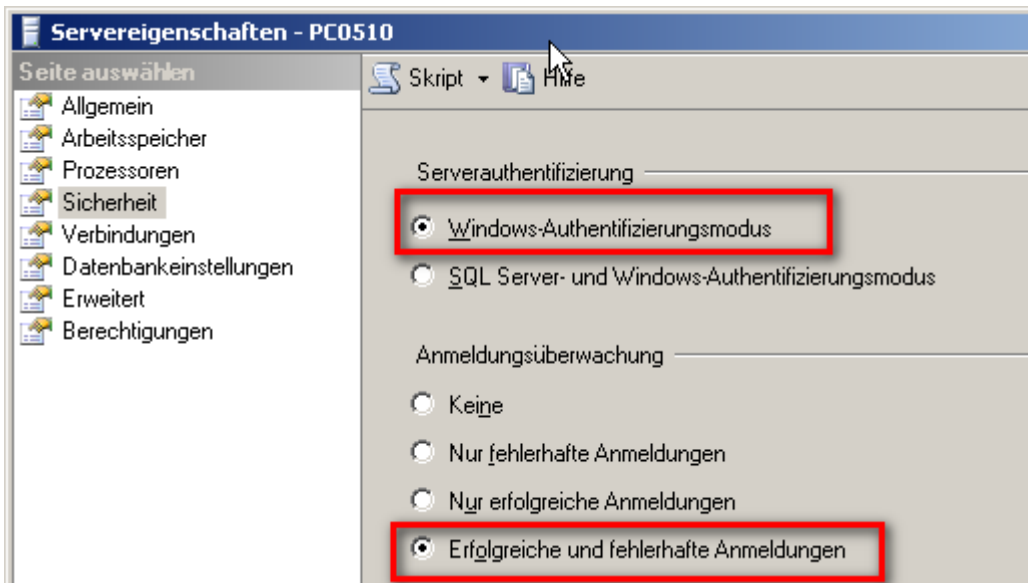 Servereigenschaften - PC0510
Seite auswählen
Allgemein
Arbeitsspeicher
Prozessoren
Sicherheit
Verbindungen
Datenbankeinstellungen
Erweitert
Berechtigungen
Skript Hilfe
Serverauthentifizierung
Windows-Authentifizierungsmodus
SQL Server- und Windows-Authentifizierungsmodus
Anmeldungsüberwachung
Keine
Nur fehlerhafte Anmeldungen
Nur erfolgreiche Anmeldungen
Erfolgreiche und fehlerhafte Anmeldungen